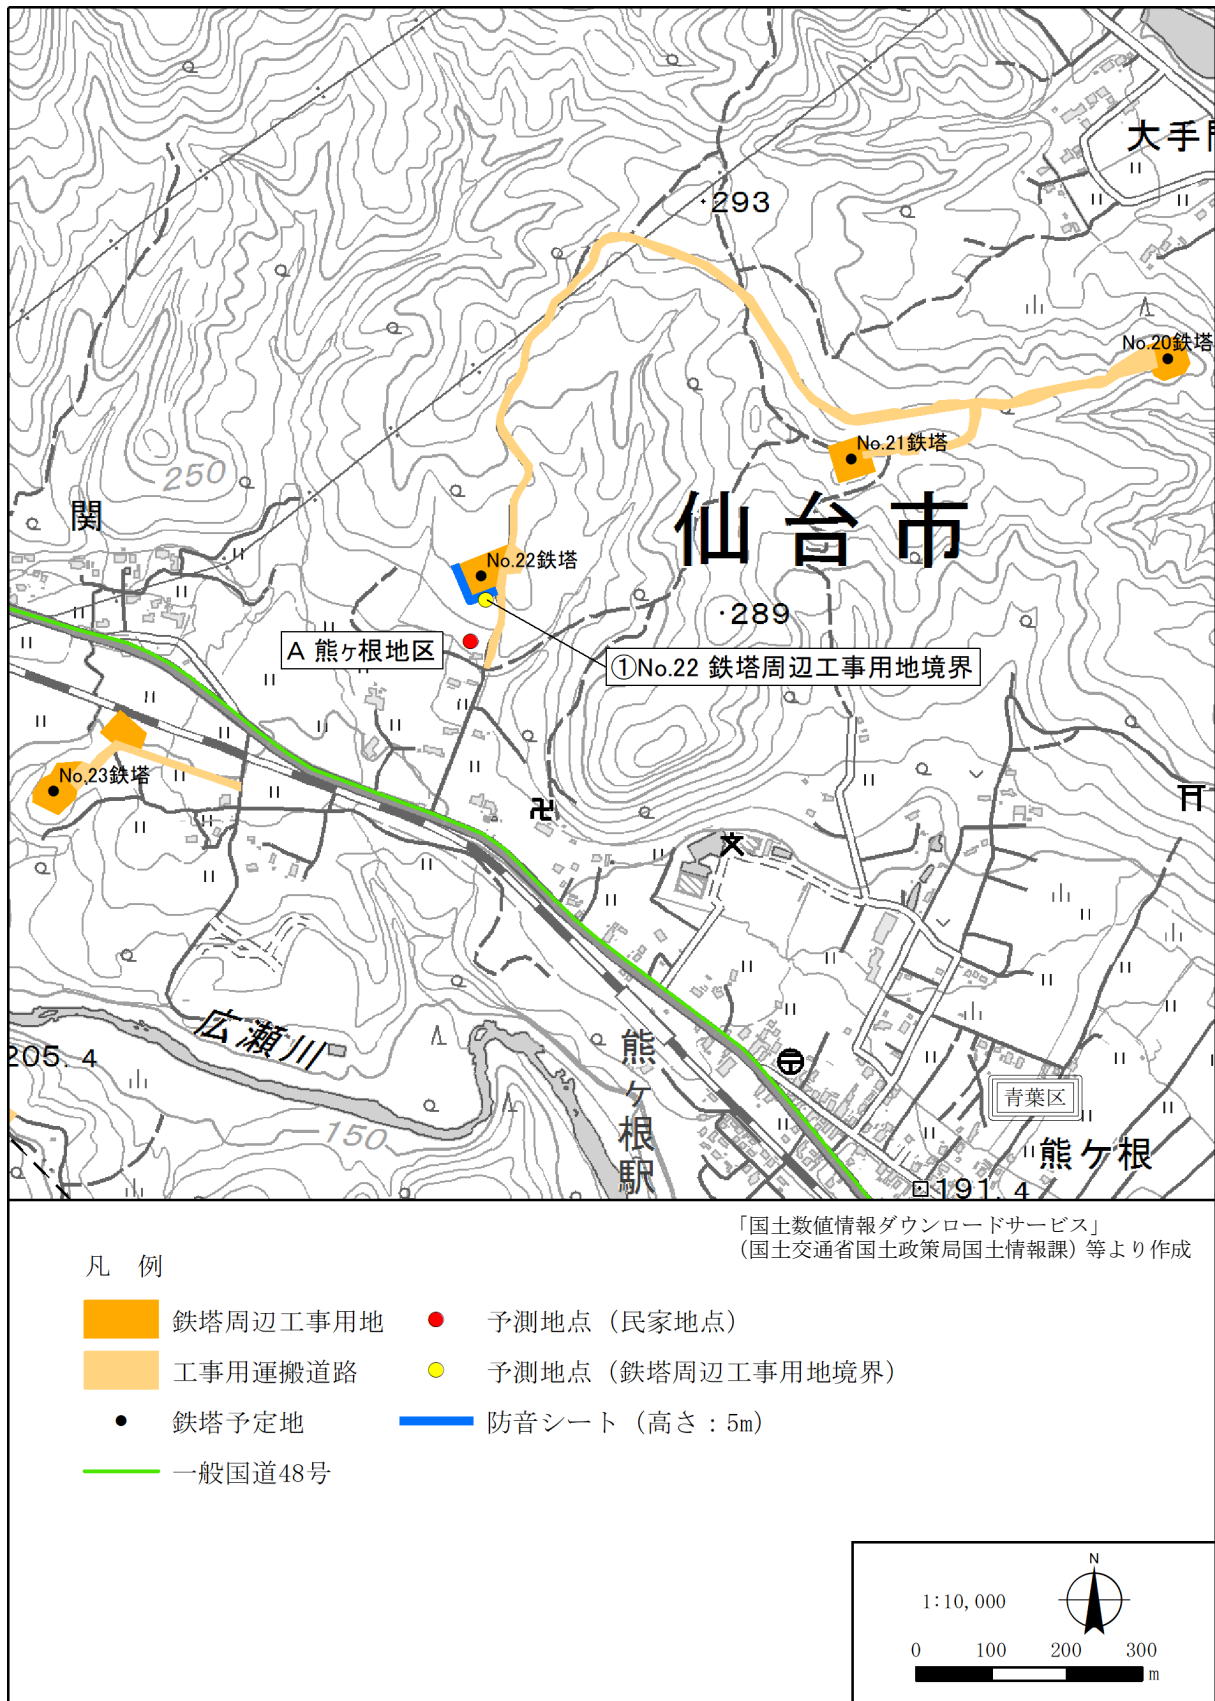 大手門
293
No.20鉄塔
No.21鉄塔
250
関
仙台市
No.22鉄塔
289
A 熊ヶ根地区
①No.22 鉄塔周辺工事用地境界
No.23鉄塔
広瀬川
205.4
熊ヶ根駅
青葉区
150
熊ケ根
191.4
「国土数値情報ダウンロードサービス」
（国土交通省国土政策局国土情報課）等より作成
凡 例
鉄塔周辺工事用地
予測地点（民家地点）
工事用運搬道路
予測地点（鉄塔周辺工事用地境界）
鉄塔予定地
防音シート（高さ：5m）
一般国道48号
N
1:10,000
0 100 200 300
m